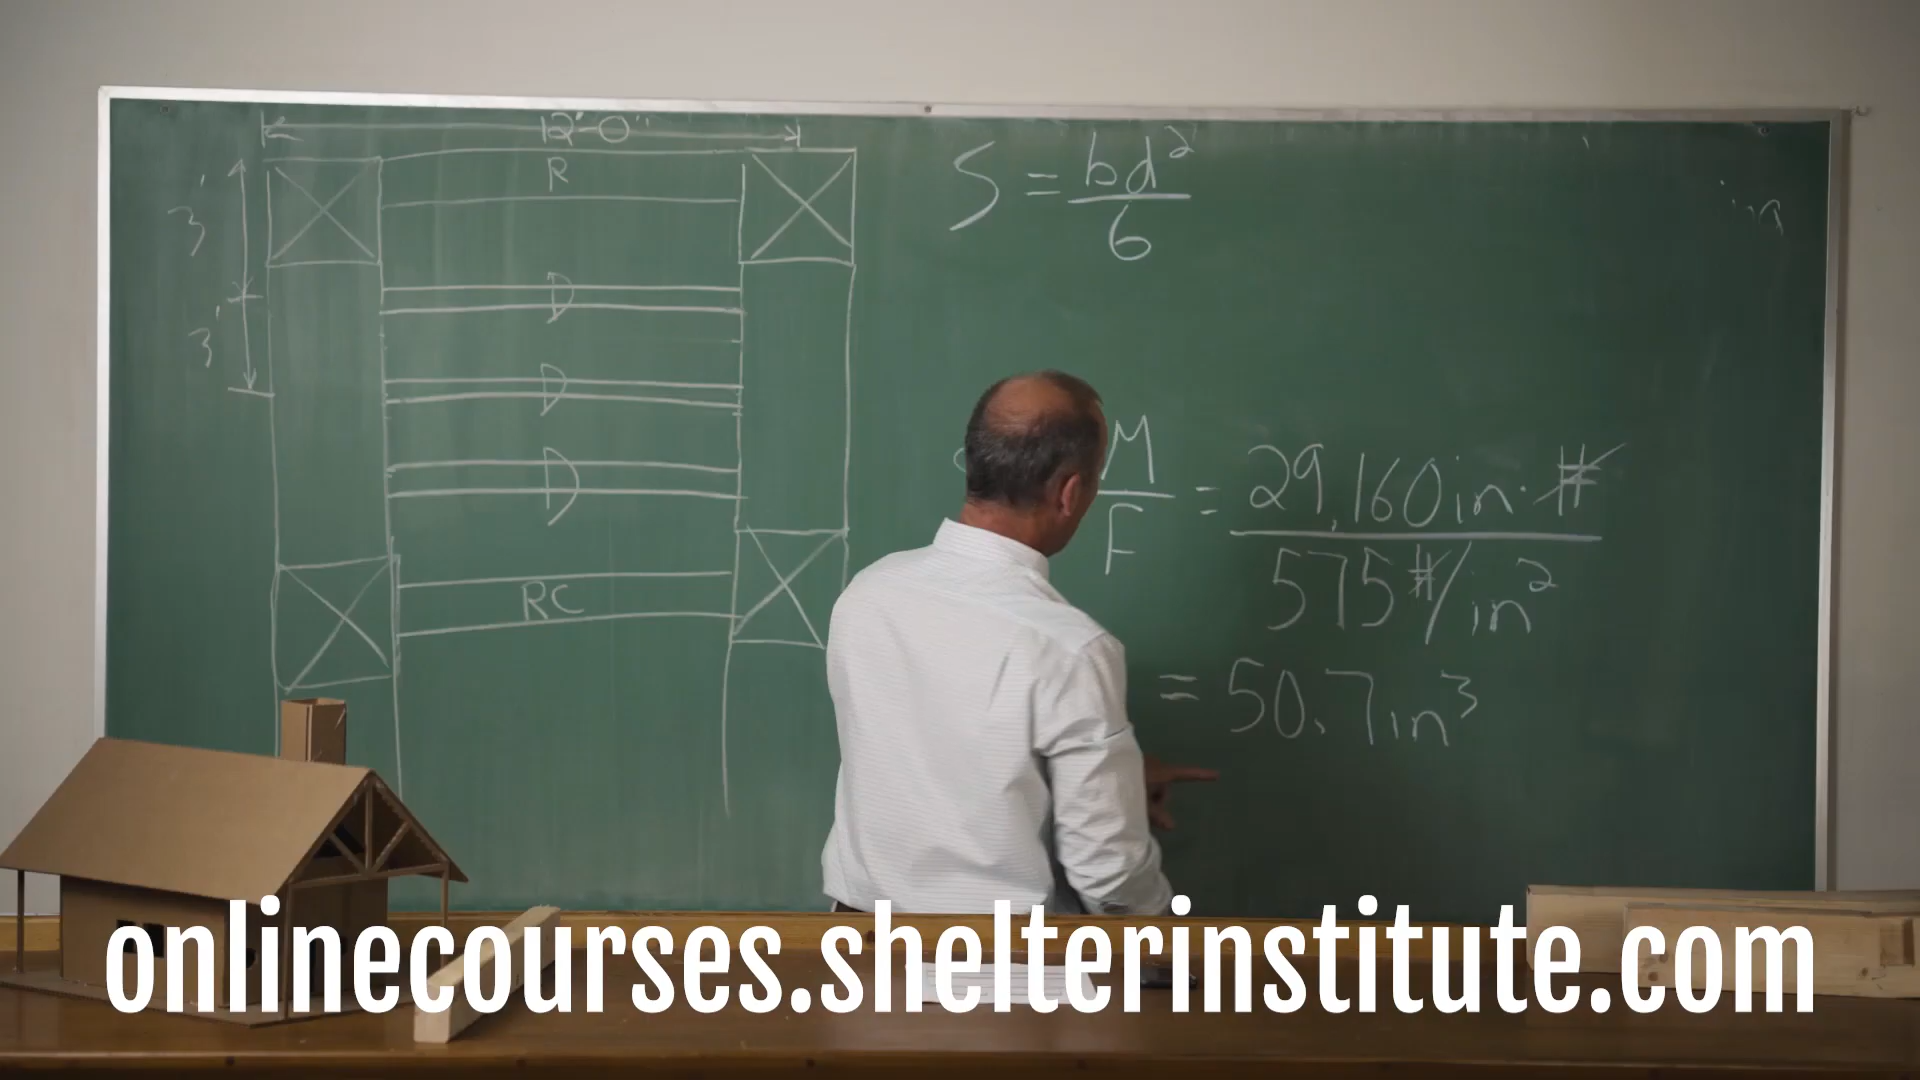 12'-0"
R
3'
3'
D
D
D
RC
S = bd²/6
M/F = 29,160 in·#
575 #/in²
= 50.7 in³
onlinecourses.shelterinstitute.com